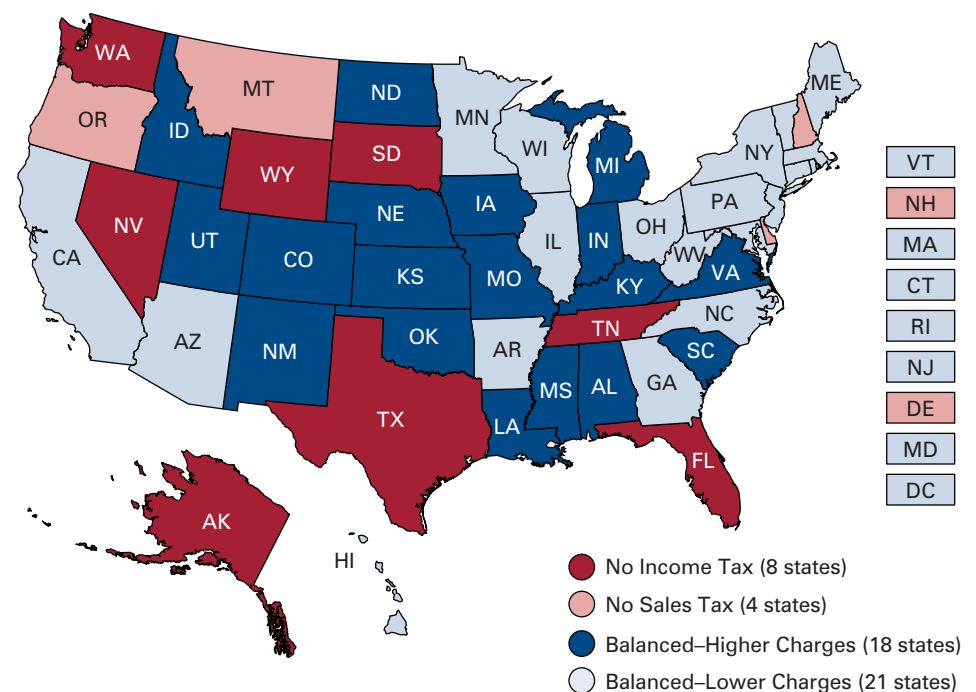 WA
MT
ND
MN
ME
OR
ID
SD
WI
NY
MI
WY
PA
NE
IA
OH
NV
IL
IN
UT
WV
CA
CO
VA
KS
MO
KY
NC
TN
AZ
OK
NM
AR
SC
MS
AL
GA
TX
LA
FL
AK
HI
VT
NH
MA
CT
RI
NJ
DE
MD
DC
No Income Tax (8 states)
No Sales Tax (4 states)
Balanced–Higher Charges (18 states)
Balanced–Lower Charges (21 states)